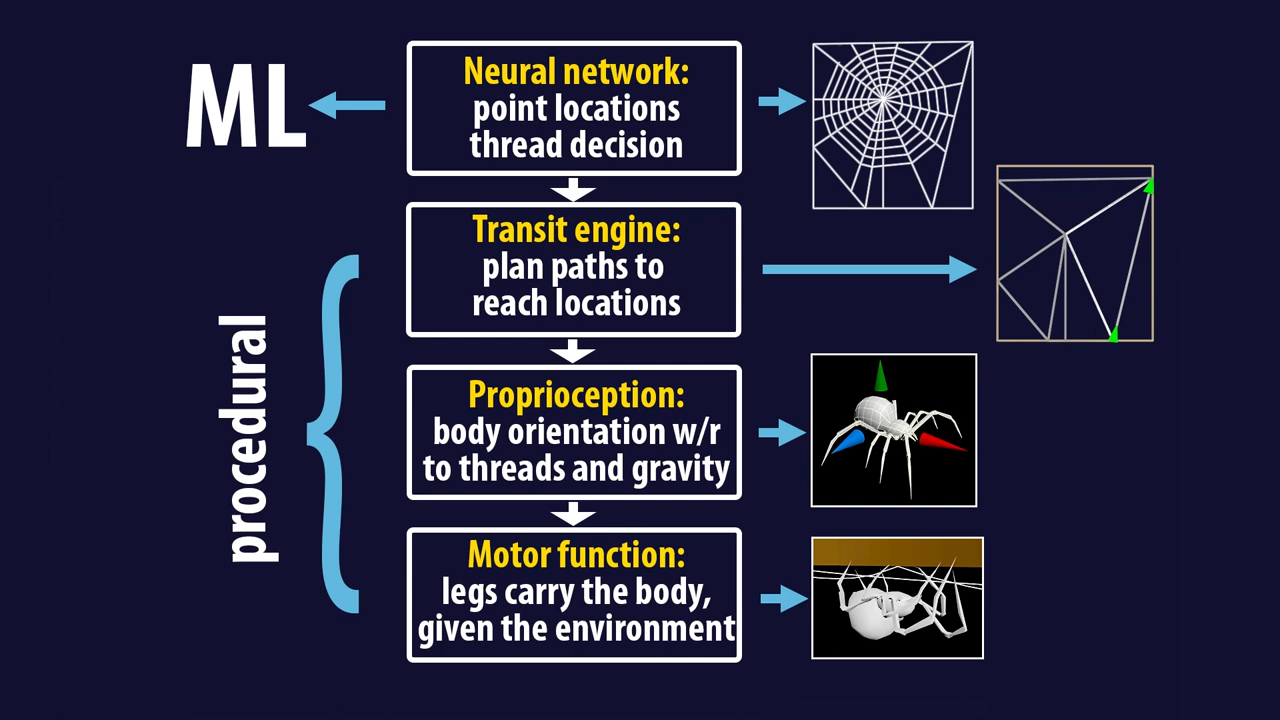 ML
Neural network:
point locations
thread decision
Transit engine:
plan paths to
reach locations
procedural
Proprioception:
body orientation w/r
to threads and gravity
Motor function:
legs carry the body,
given the environment